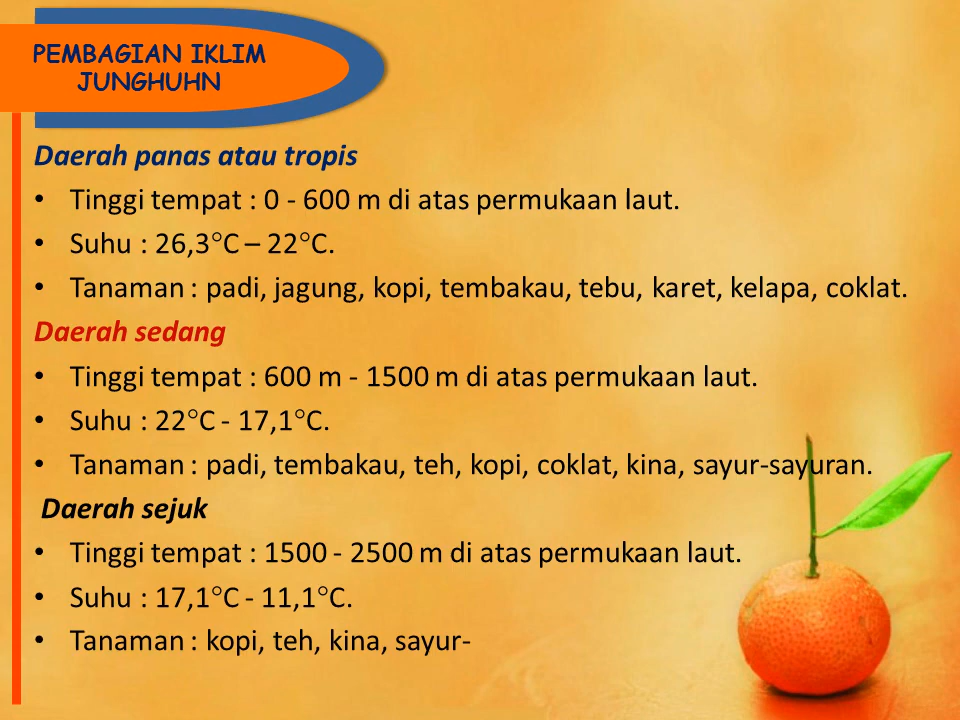 PEMBAGIAN IKLIM
JUNGHUHN
Daerah panas atau tropis
• Tinggi tempat : 0 - 600 m di atas permukaan laut.
• Suhu : 26,3°C – 22°C.
• Tanaman : padi, jagung, kopi, tembakau, tebu, karet, kelapa, coklat.
Daerah sedang
• Tinggi tempat : 600 m - 1500 m di atas permukaan laut.
• Suhu : 22°C - 17,1°C.
• Tanaman : padi, tembakau, teh, kopi, coklat, kina, sayur-sayuran.
Daerah sejuk
• Tinggi tempat : 1500 - 2500 m di atas permukaan laut.
• Suhu : 17,1°C - 11,1°C.
• Tanaman : kopi, teh, kina, sayur-